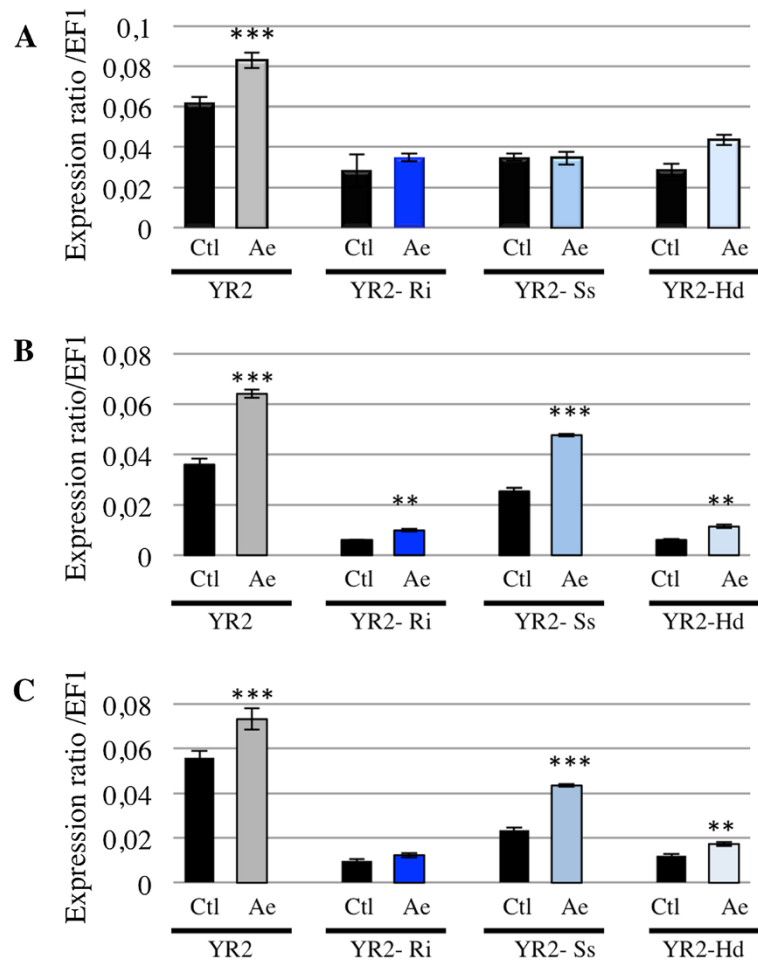 A
Expression ratio /EF1
0,1
0,08
0,06
0,04
0,02
0
***
Ctl Ae Ctl Ae Ctl Ae Ctl Ae
YR2 YR2- Ri YR2- Ss YR2-Hd
B
Expression ratio/EF1
0,08
0,06
0,04
0,02
0
*** ** *** **
Ctl Ae Ctl Ae Ctl Ae Ctl Ae
YR2 YR2- Ri YR2- Ss YR2-Hd
C
Expression ratio /EF1
0,08
0,06
0,04
0,02
0
*** *** **
Ctl Ae Ctl Ae Ctl Ae Ctl Ae
YR2 YR2- Ri YR2- Ss YR2-Hd